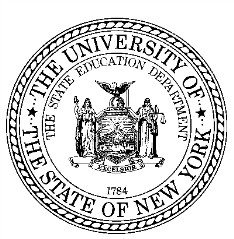 THE UNIVERSITY OF
THE STATE OF NEW YORK
THE STATE EDUCATION DEPARTMENT
EXCELSIOR
1784